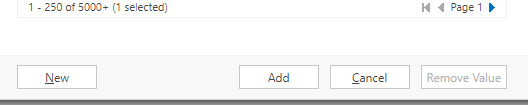 1 - 250 of 5000+ (1 selected) Page 1
New Add Cancel Remove Value